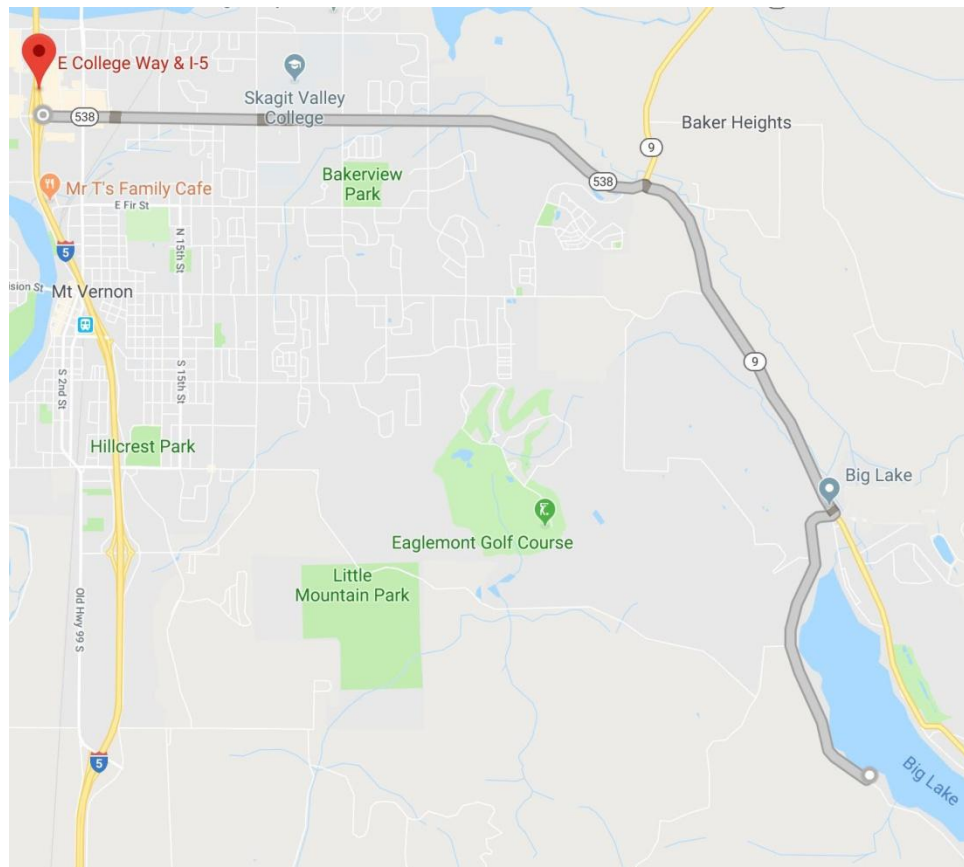 E College Way & I-5
538
Skagit Valley
College
Baker Heights
9
Bakerview
Park
538
Mr T's Family Cafe
E Fir St
N 15th St
5
ision St
Mt Vernon
9
S 2nd St
S 15th St
Hillcrest Park
Big Lake
Eaglemont Golf Course
Little
Mountain Park
Old Hwy 99 S
5
Big Lake